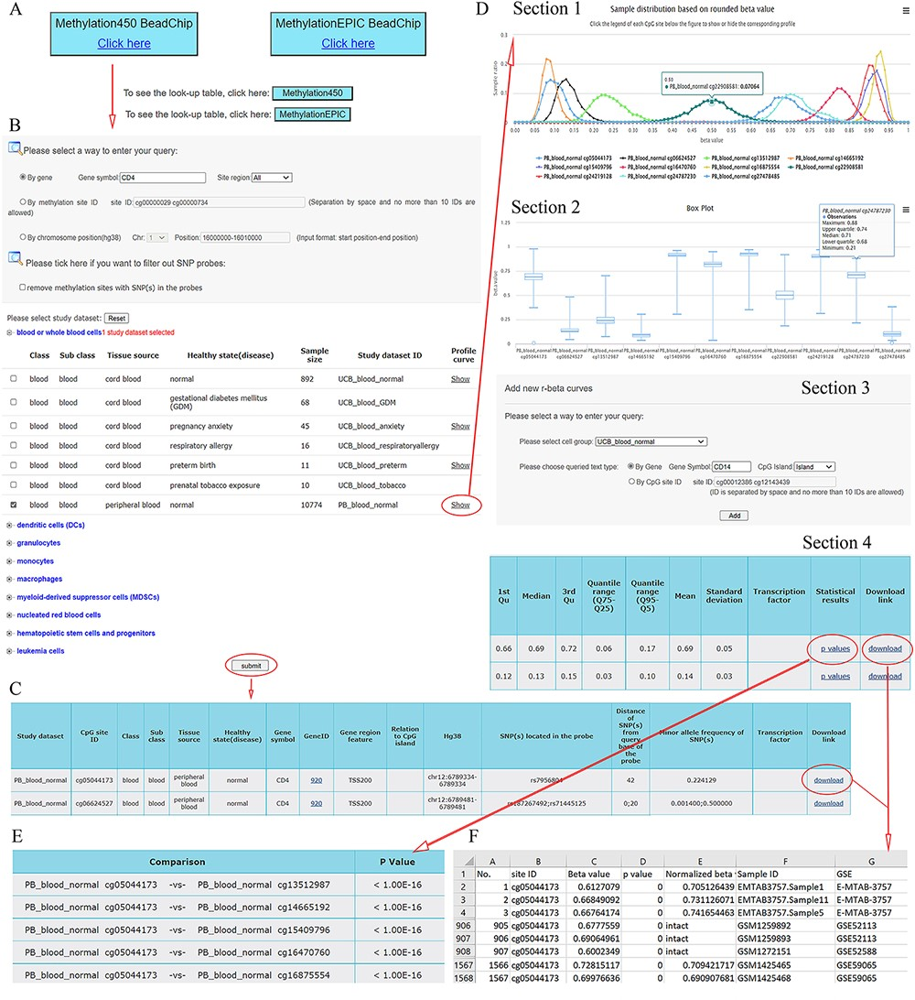 A
Methylation450 BeadChip
Click here
MethylationEPIC BeadChip
Click here
To see the look-up table, click here: Methylation450
To see the look-up table, click here: MethylationEPIC
B
Please select a way to enter your query:
By gene Gene symbol: CD4 Site region: All
By methylation site ID site ID: cg00000029 cg00000734 (Separation by space and no more than 10 IDs are allowed)
By chromosome position(hg38) Chr: 1 Position: 16000000-16010000 (Input format: start position-end position)
Please tick here if you want to filter out SNP probes:
remove methylation sites with SNP(s) in the probes
Please select study dataset: Reset
blood or whole blood cells 1 study dataset selected
Class Sub class Tissue source Healthy state(disease) Sample size Study dataset ID Profile curve
blood blood cord blood normal 892 UCB_blood_normal Show
blood blood cord blood gestational diabetes mellitus (GDM) 68 UCB_blood_GDM
blood blood cord blood pregnancy anxiety 45 UCB_blood_anxiety Show
blood blood cord blood respiratory allergy 16 UCB_blood_respiratoryallergy
blood blood cord blood preterm birth 11 UCB_blood_preterm Show
blood blood cord blood prenatal tobacco exposure 10 UCB_blood_tobacco
blood blood peripheral blood normal 10774 PB_blood_normal Show
dendritic cells (DCs)
granulocytes
monocytes
macrophages
myeloid-derived suppressor cells (MDSCs)
nucleated red blood cells
hematopoietic stem cells and progenitors
leukemia cells
submit
C
Study dataset CpG site ID Class Sub class Tissue source Healthy state(disease) Gene symbol GeneID Gene region feature Relation to CpG island Hg38 SNP(s) located in the probe Distance of SNP(s) from query base of the probe Minor allele frequency of SNP(s) Transcription factor Download link
PB_blood_normal cg05044173 blood blood peripheral blood normal CD4 920 TSS200 chr12:6789334-6789334 rs7956804 42 0.224129 download
PB_blood_normal cg06624527 blood blood peripheral blood normal CD4 920 TSS200 chr12:6789481-6789481 rs187267492;rs71445125 0;20 0.001400;0.500000 download
D
Section 1
Sample distribution based on rounded beta value
Click the legend of each CpG site below the figure to show or hide the corresponding profile
Sample ratio
0.3
0.2
0.1
0
0.50
PB_blood_normal cg22908581: 0.07064
0.00 0.05 0.10 0.15 0.20 0.25 0.30 0.35 0.40 0.45 0.50 0.55 0.60 0.65 0.70 0.75 0.80 0.85 0.90 0.95 1
beta value
PB_blood_normal cg05044173 PB_blood_normal cg06624527 PB_blood_normal cg13512987 PB_blood_normal cg14665192
PB_blood_normal cg15409796 PB_blood_normal cg16470760 PB_blood_normal cg16875554 PB_blood_normal cg22908581
PB_blood_normal cg24219128 PB_blood_normal cg24787230 PB_blood_normal cg27478485
Section 2
Box Plot
PB_blood_normal cg24787230
Observations
Maximum: 0.88
Upper quartile: 0.74
Median: 0.71
Lower quartile: 0.68
Minimum: 0.21
beta value
1.25
1
0.75
0.5
0.25
0
PB_blood_normal cg05044173 PB_blood_normal cg06624527 PB_blood_normal cg13512987 PB_blood_normal cg14665192 PB_blood_normal cg15409796 PB_blood_normal cg16470760 PB_blood_normal cg16875554 PB_blood_normal cg22908581 PB_blood_normal cg24219128 PB_blood_normal cg24787230 PB_blood_normal cg27478485
Section 3
Add new r-beta curves
Please select a way to enter your query:
Please select cell group: UCB_blood_normal
Please choose queried text type: By Gene Gene Symbol: CD14 CpG Island: Island
By CpG site ID site ID: cg00012386 cg12143439
(ID is separated by space and no more than 10 IDs are allowed)
Add
Section 4
1st Qu Median 3rd Qu Quantile range (Q75-Q25) Quantile range (Q95-Q5) Mean Standard deviation Transcription factor Statistical results Download link
0.66 0.69 0.72 0.06 0.17 0.69 0.05 p values download
0.12 0.13 0.15 0.03 0.10 0.14 0.03 p values download
E
Comparison P Value
PB_blood_normal cg05044173 -vs- PB_blood_normal cg13512987 < 1.00E-16
PB_blood_normal cg05044173 -vs- PB_blood_normal cg14665192 < 1.00E-16
PB_blood_normal cg05044173 -vs- PB_blood_normal cg15409796 < 1.00E-16
PB_blood_normal cg05044173 -vs- PB_blood_normal cg16470760 < 1.00E-16
PB_blood_normal cg05044173 -vs- PB_blood_normal cg16875554 < 1.00E-16
F
A B C D E F G
1 No. site ID Beta value p value Normalized beta Sample ID GSE
2 1 cg05044173 0.6127079 0 0.705126439 EMTAB3757.Sample1 E-MTAB-3757
3 2 cg05044173 0.66849092 0 0.731126071 EMTAB3757.Sample11 E-MTAB-3757
4 3 cg05044173 0.66764174 0 0.741654463 EMTAB3757.Sample5 E-MTAB-3757
906 905 cg05044173 0.6777559 0 intact GSM1259892 GSE52113
907 906 cg05044173 0.69064961 0 intact GSM1259893 GSE52113
908 907 cg05044173 0.6002349 0 intact GSM1272151 GSE52588
1567 1566 cg05044173 0.72815117 0 0.709421717 GSM1425465 GSE59065
1568 1567 cg05044173 0.69976636 0 0.690907681 GSM1425468 GSE59065